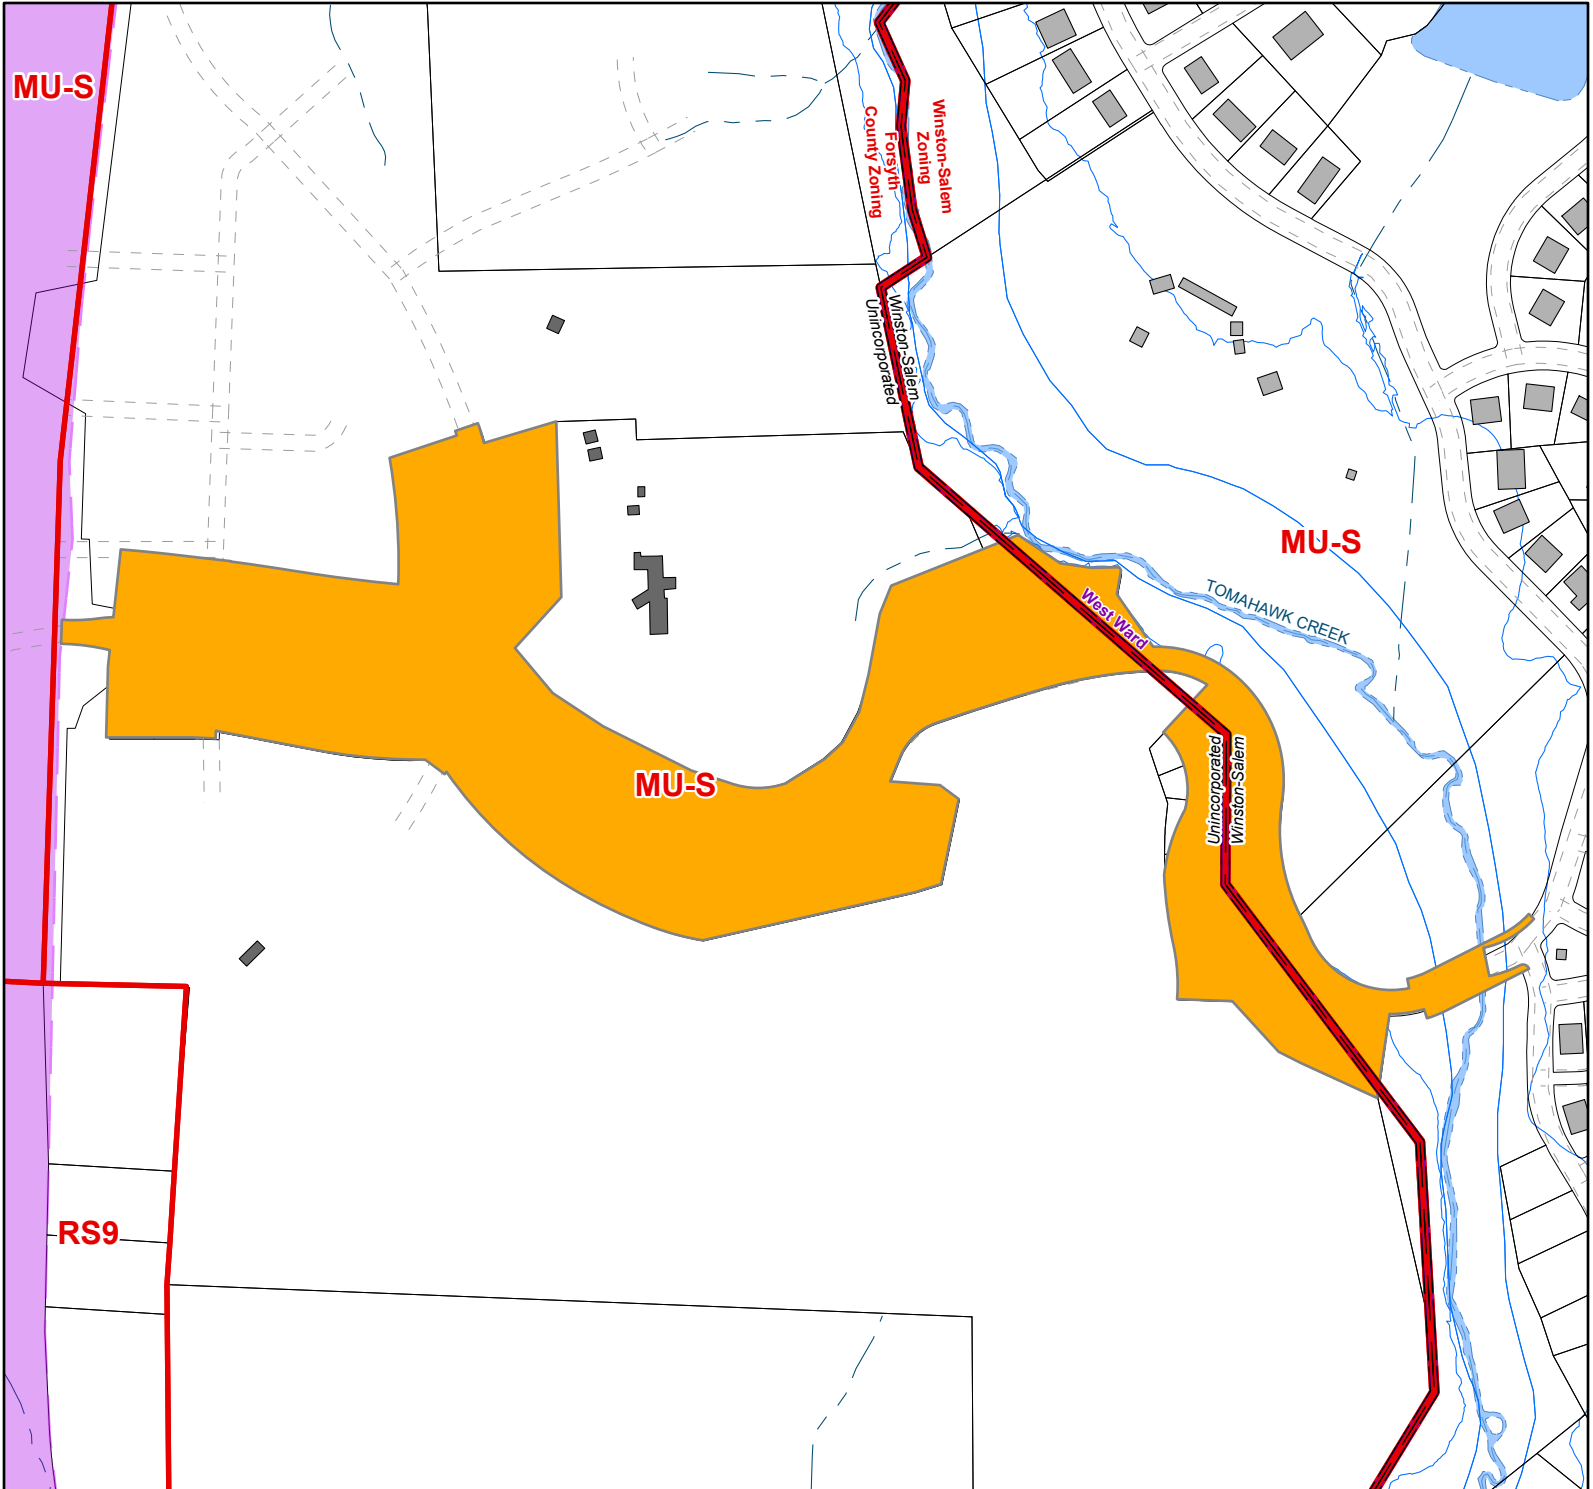 MU-S
Winston-Salem
Zoning
Forsyth
County Zoning
Winston-Salem
Unincorporated
MU-S
TOMAHAWK CREEK
West Ward
Unincorporated
Winston-Salem
MU-S
RS9